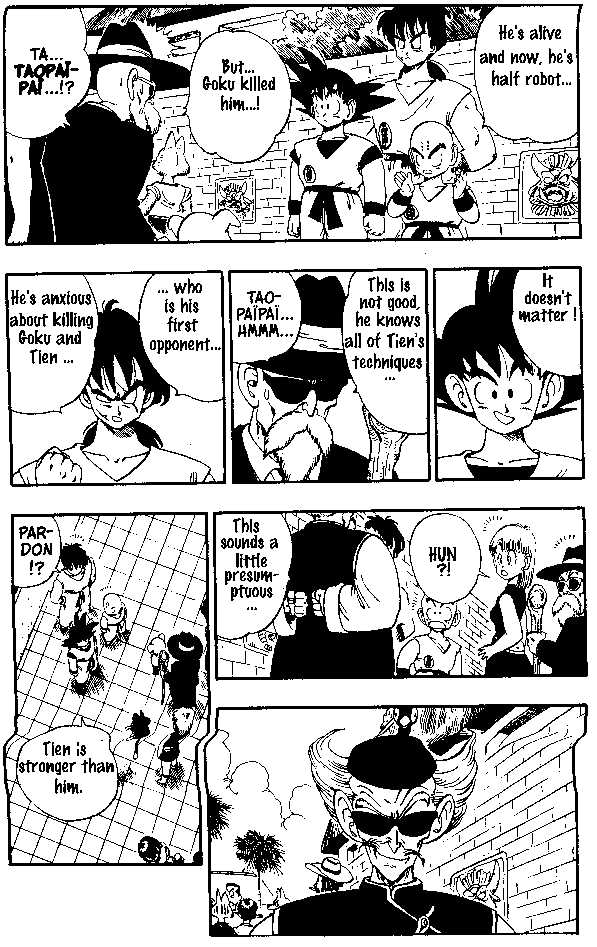 TA...
TAOPAÏ-
PAÏ...!?
But...
Goku killed
him...!
He's alive
and now, he's
half robot...
He's anxious
about killing
Goku and
Tien ...
... who
is his
first
opponent...
TAO-
PAÏPAÏ...
HMMM...
This is
not good,
he knows
all of Tien's
techniques
...
It
doesn't
matter !
PAR-
DON
!?
Tien is
stronger than
him.
This
sounds a
little
presum-
ptuous
...
HUN
?!